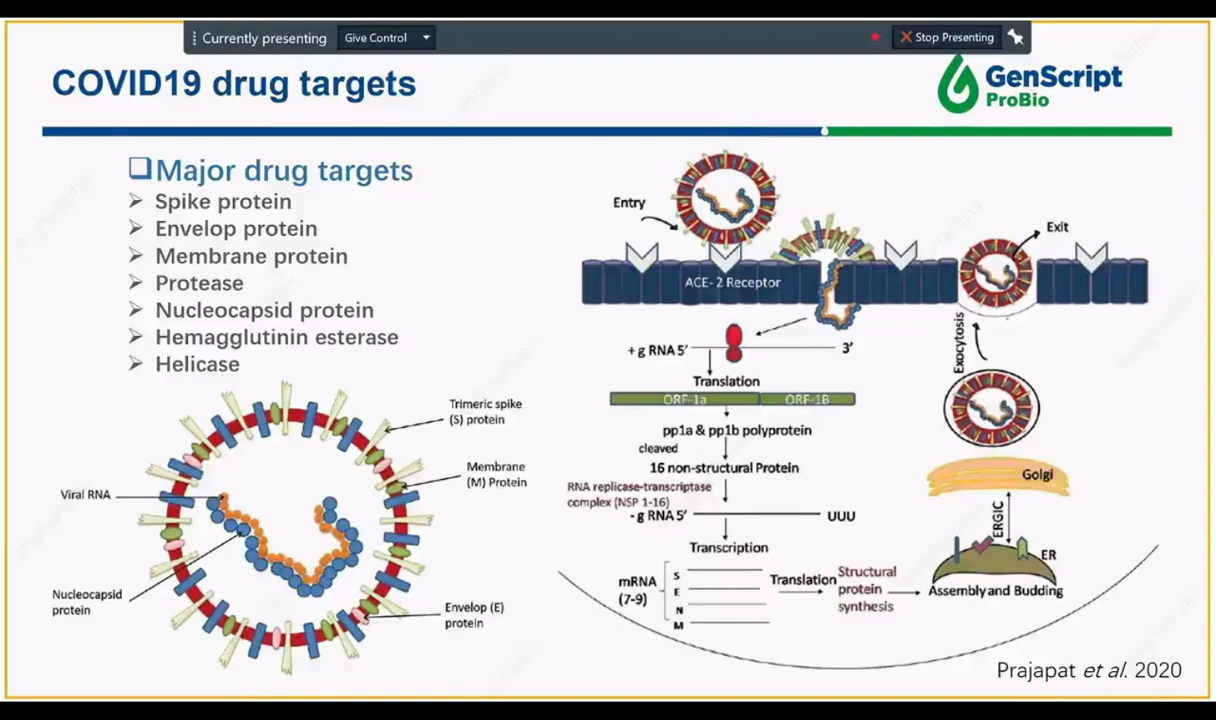 Currently presenting
Give Control
Stop Presenting
COVID19 drug targets
GenScript
ProBio
Major drug targets
Spike protein
Envelop protein
Membrane protein
Protease
Nucleocapsid protein
Hemagglutinin esterase
Helicase
Trimeric spike
(S) protein
Membrane
(M) Protein
Viral RNA
Nucleocapsid
protein
Envelop (E)
protein
Entry
Exit
ACE- 2 Receptor
+ g RNA 5' 3'
Translation
ORF-1a ORF-1B
pp1a & pp1b polyprotein
cleaved
16 non-structural Protein
RNA replicase-transcriptase
complex (NSP 1-16)
- g RNA 5' UUU
Transcription
mRNA
(7-9)
S
E
N
M
Translation
Structural
protein
synthesis
Exocytosis
Golgi
ERGIC
ER
Assembly and Budding
Prajapat et al. 2020